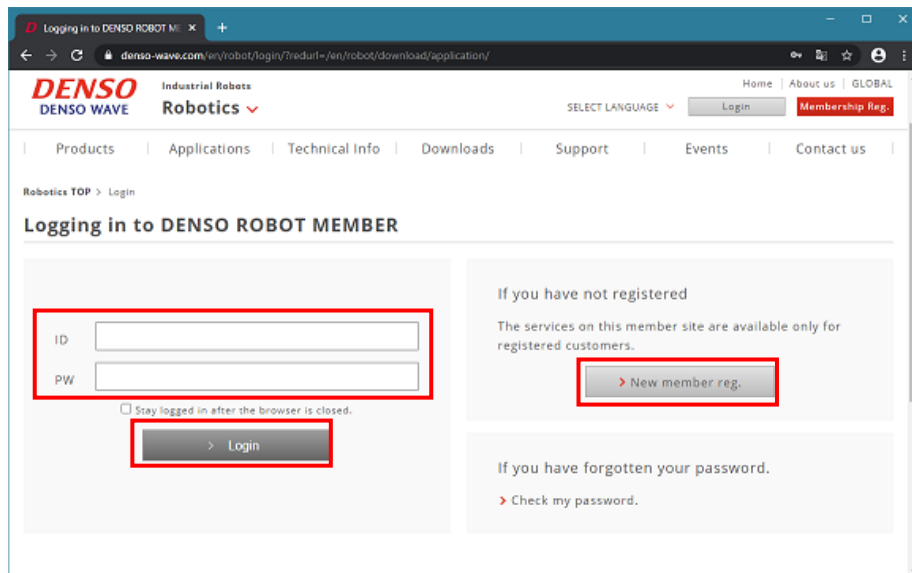 Logging in to DENSO ROBOT ME
denso-wave.com/en/robot/login/?redurl=/en/robot/download/application/
DENSO
DENSO WAVE
Industrial Robots
Robotics
Home | About us | GLOBAL
SELECT LANGUAGE
Login
Membership Reg.
Products | Applications | Technical Info | Downloads | Support | Events | Contact us
Robotics TOP > Login
Logging in to DENSO ROBOT MEMBER
ID
PW
Stay logged in after the browser is closed.
> Login
If you have not registered
The services on this member site are available only for
registered customers.
> New member reg.
If you have forgotten your password.
> Check my password.